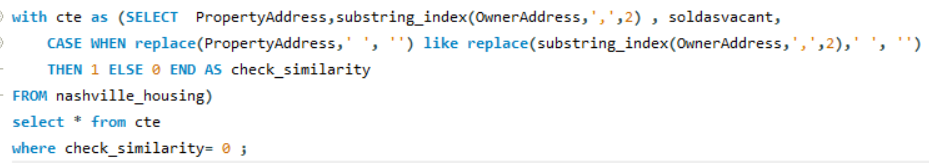 with cte as (SELECT  PropertyAddress,substring_index(OwnerAddress,',',2) , soldasvacant,
CASE WHEN replace(PropertyAddress,' ', '') like replace(substring_index(OwnerAddress,',',2),' ', '')
THEN 1 ELSE 0 END AS check_similarity
FROM nashville_housing)
select * from cte
where check_similarity= 0 ;